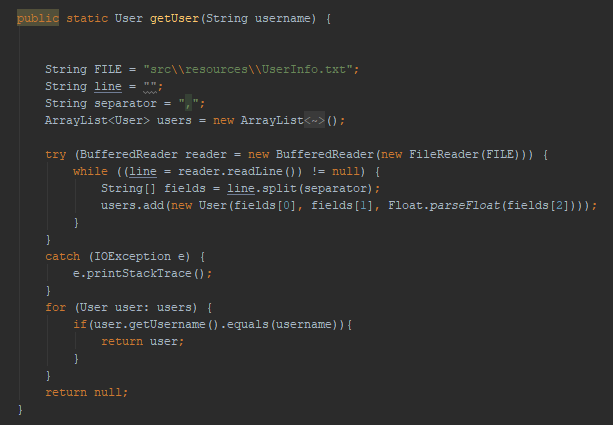 public static User getUser(String username) {
String FILE = "src\\resources\\UserInfo.txt";
String line = "";
String separator = ",";
ArrayList<User> users = new ArrayList<~>();
try (BufferedReader reader = new BufferedReader(new FileReader(FILE))) {
while ((line = reader.readLine()) != null) {
String[] fields = line.split(separator);
users.add(new User(fields[0], fields[1], Float.parseFloat(fields[2])));
}
}
catch (IOException e) {
e.printStackTrace();
}
for (User user: users) {
if(user.getUsername().equals(username)){
return user;
}
}
return null;
}